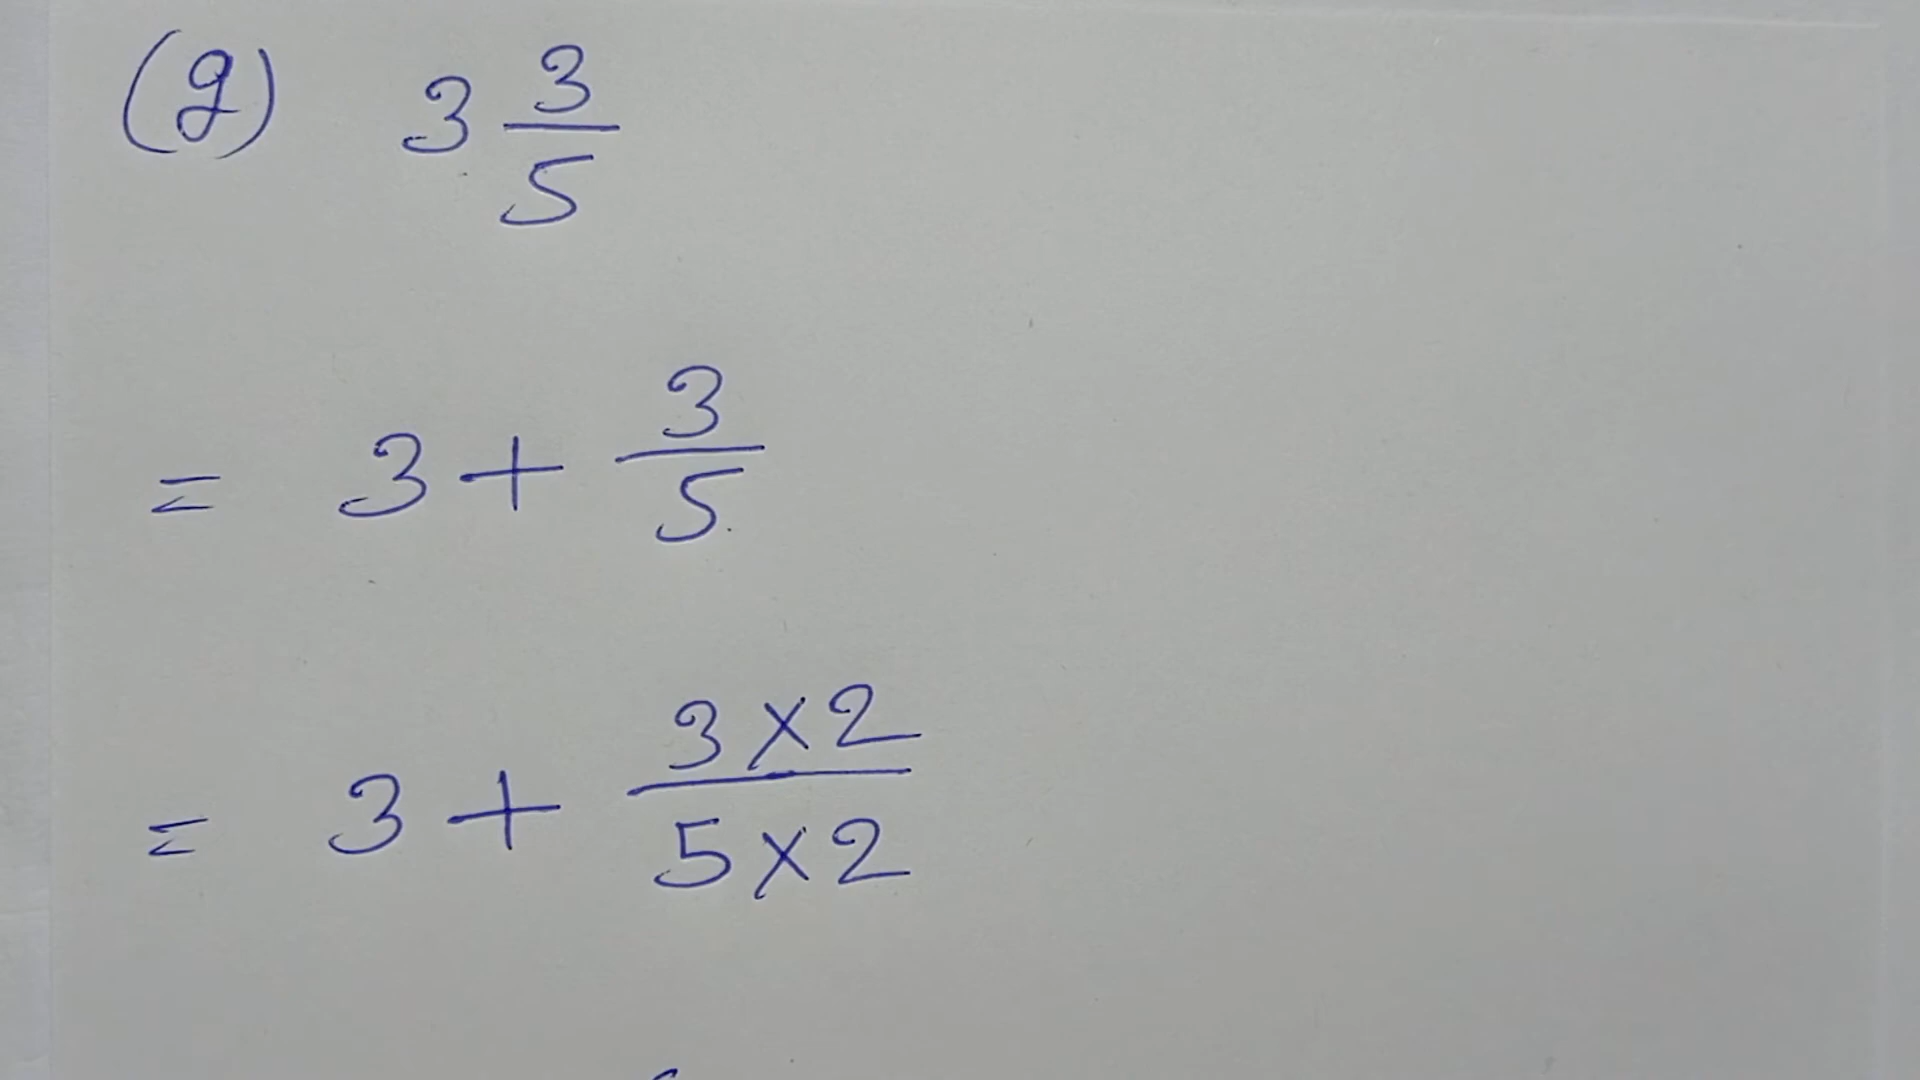 (g) 3 3/5
= 3 + 3/5
= 3 + 3×2/5×2